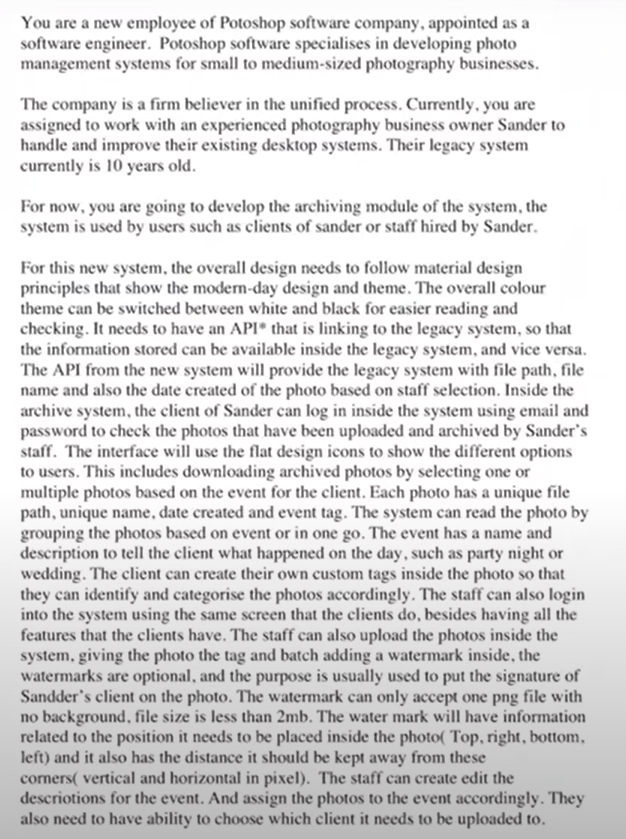 You are a new employee of Potoshop software company, appointed as a
software engineer. Potoshop software specialises in developing photo
management systems for small to medium-sized photography businesses.
The company is a firm believer in the unified process. Currently, you are
assigned to work with an experienced photography business owner Sander to
handle and improve their existing desktop systems. Their legacy system
currently is 10 years old.
For now, you are going to develop the archiving module of the system, the
system is used by users such as clients of sander or staff hired by Sander.
For this new system, the overall design needs to follow material design
principles that show the modern-day design and theme. The overall colour
theme can be switched between white and black for easier reading and
checking. It needs to have an API* that is linking to the legacy system, so that
the information stored can be available inside the legacy system, and vice versa.
The API from the new system will provide the legacy system with file path, file
name and also the date created of the photo based on staff selection. Inside the
archive system, the client of Sander can log in inside the system using email and
password to check the photos that have been uploaded and archived by Sander's
staff. The interface will use the flat design icons to show the different options
to users. This includes downloading archived photos by selecting one or
multiple photos based on the event for the client. Each photo has a unique file
path, unique name, date created and event tag. The system can read the photo by
grouping the photos based on event or in one go. The event has a name and
description to tell the client what happened on the day, such as party night or
wedding. The client can create their own custom tags inside the photo so that
they can identify and categorise the photos accordingly. The staff can also login
into the system using the same screen that the clients do, besides having all the
features that the clients have. The staff can also upload the photos inside the
system, giving the photo the tag and batch adding a watermark inside, the
watermarks are optional, and the purpose is usually used to put the signature of
Sandder's client on the photo. The watermark can only accept one png file with
no background, file size is less than 2mb. The water mark will have information
related to the position it needs to be placed inside the photo( Top, right, bottom,
left) and it also has the distance it should be kept away from these
corners( vertical and horizontal in pixel). The staff can create edit the
descriotions for the event. And assign the photos to the event accordingly. They
also need to have ability to choose which client it needs to be uploaded to.